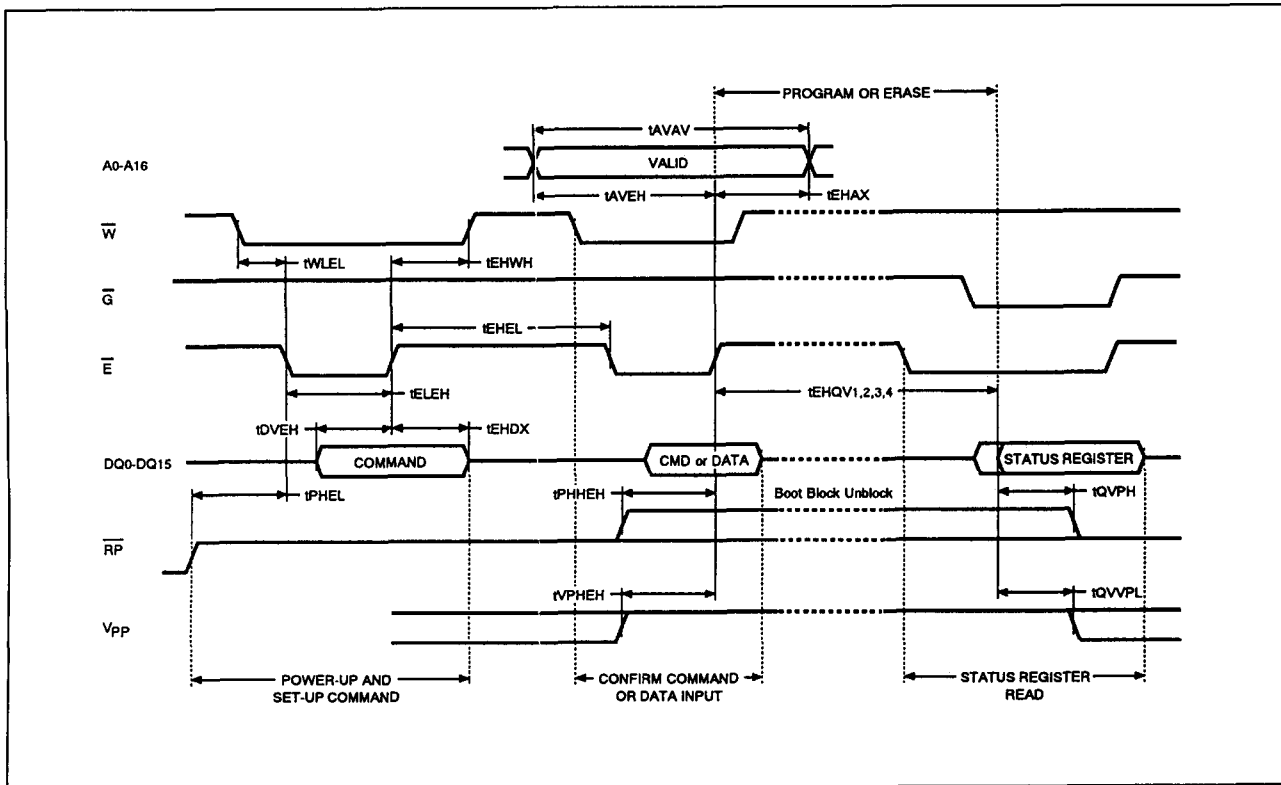 PROGRAM OR ERASE
tAVAV
A0-A16
VALID
tAVEH
tEHAX
W
tWLEL
tEHWH
G
tEHEL
E
tELEH
tEHQV1,2,3,4
tDVEH
tEHDX
DQ0-DQ15
COMMAND
CMD or DATA
STATUS REGISTER
tPHEL
tPHHEH
Boot Block Unblock
tQVPH
RP
tVPHEH
tQVVPL
VPP
POWER-UP AND
SET-UP COMMAND
CONFIRM COMMAND
OR DATA INPUT
STATUS REGISTER
READ